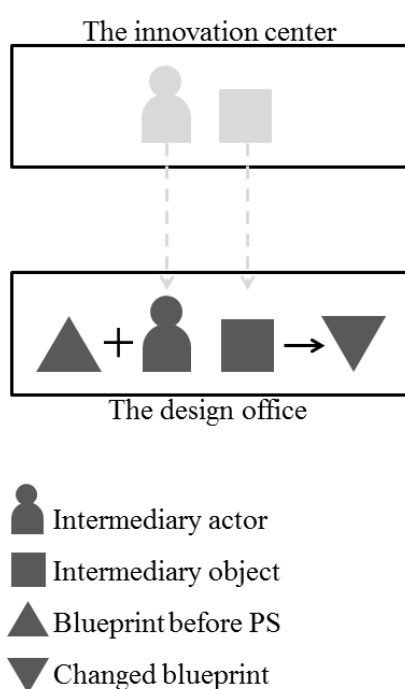 The innovation center
+
The design office
Intermediary actor
Intermediary object
Blueprint before PS
Changed blueprint